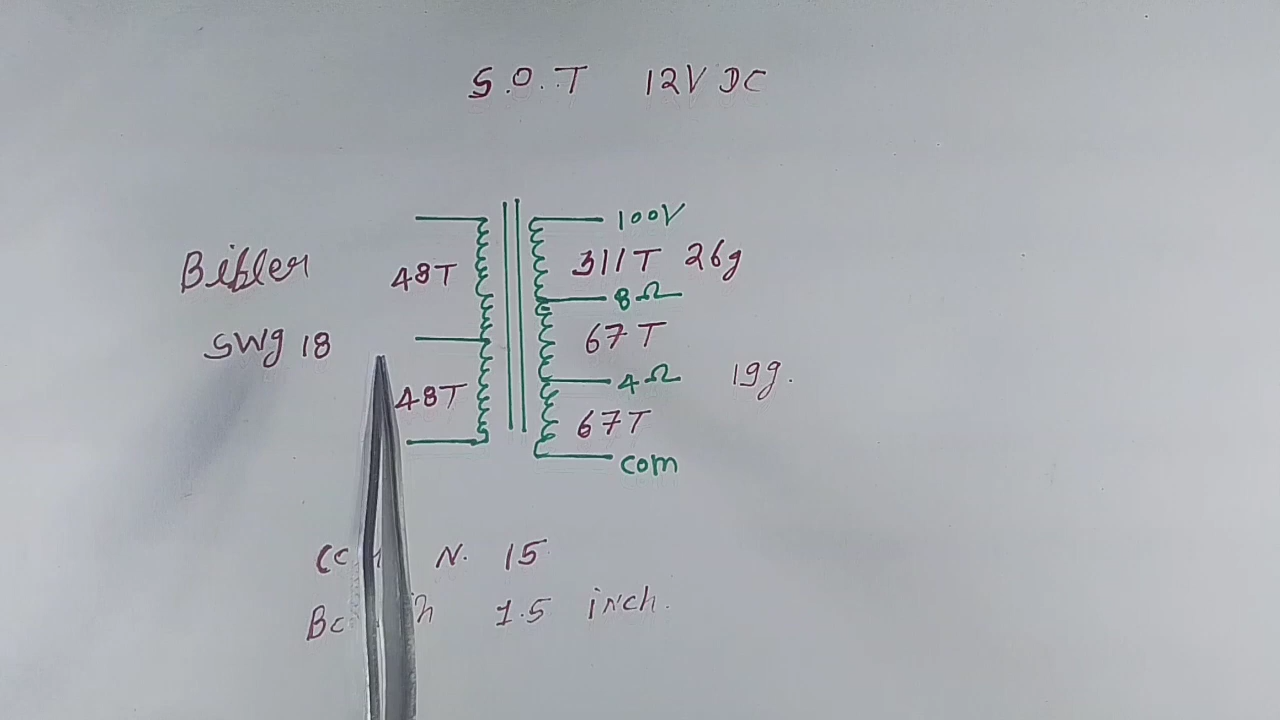 S.O.T 12V DC
100V
Bifler 48T 311T 26g
8Ω
SWg 18 67T
4Ω 19g.
48T 67T
com
N. 15
1.5 inch.